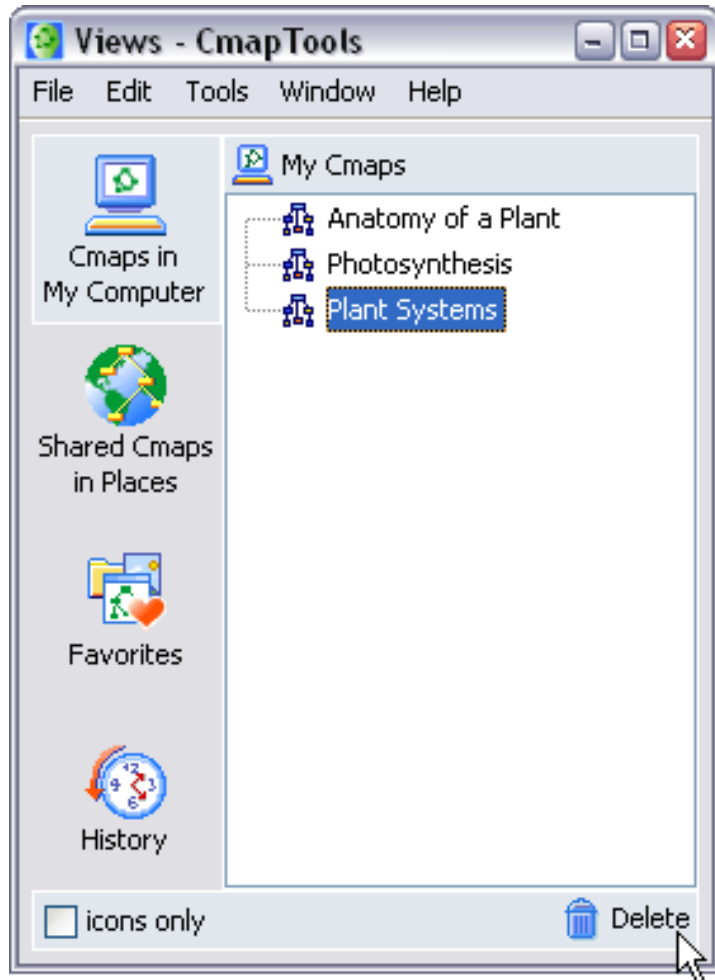 Views - CmapTools
File Edit Tools Window Help
Cmaps in
My Computer
Shared Cmaps
in Places
Favorites
History
My Cmaps
Anatomy of a Plant
Photosynthesis
Plant Systems
icons only
Delete